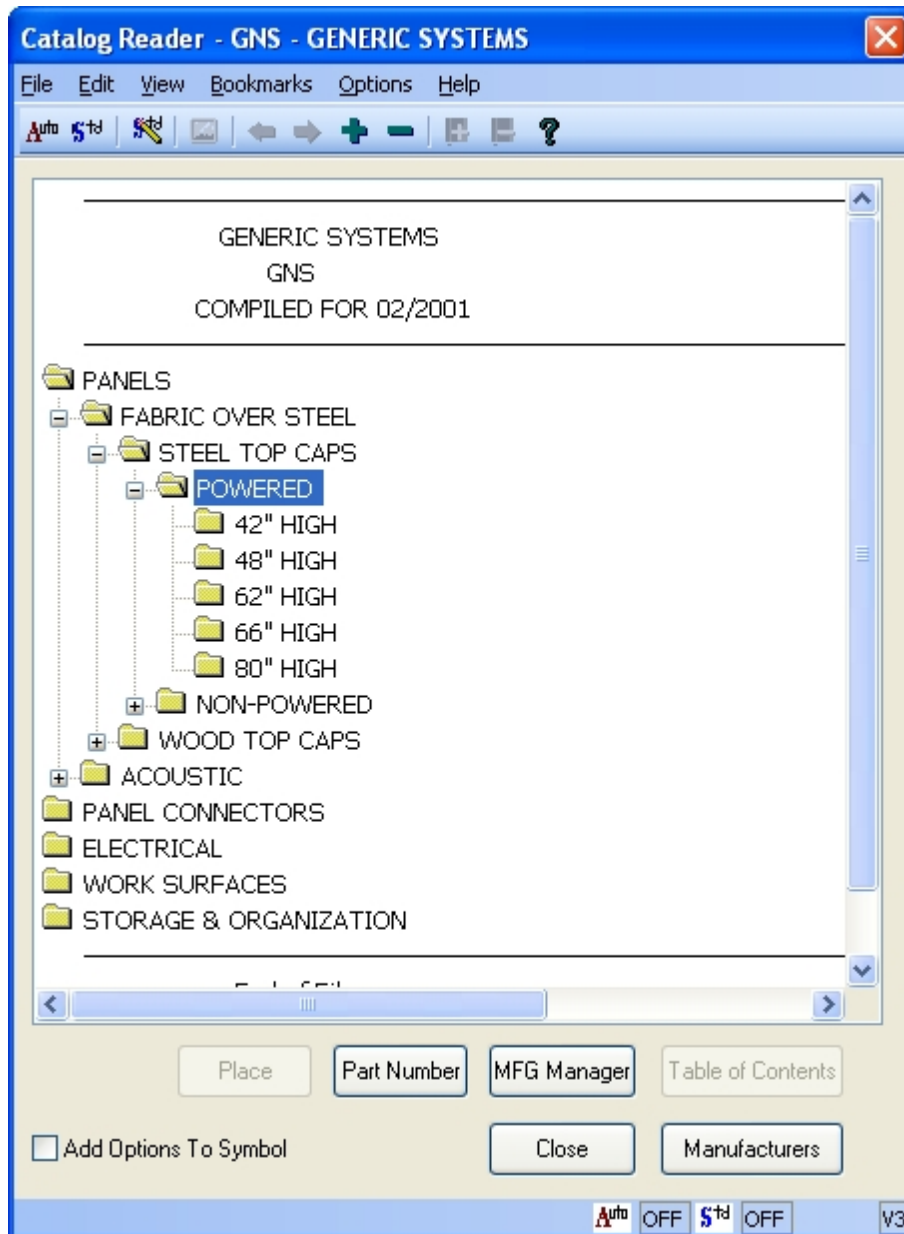 Catalog Reader - GNS - GENERIC SYSTEMS
File Edit View Bookmarks Options Help
Auto Std Std
GENERIC SYSTEMS
GNS
COMPILED FOR 02/2001
PANELS
FABRIC OVER STEEL
STEEL TOP CAPS
POWERED
42" HIGH
48" HIGH
62" HIGH
66" HIGH
80" HIGH
NON-POWERED
WOOD TOP CAPS
ACOUSTIC
PANEL CONNECTORS
ELECTRICAL
WORK SURFACES
STORAGE & ORGANIZATION
Place Part Number MFG Manager Table of Contents
Add Options To Symbol Close Manufacturers
Auto OFF Std OFF V3